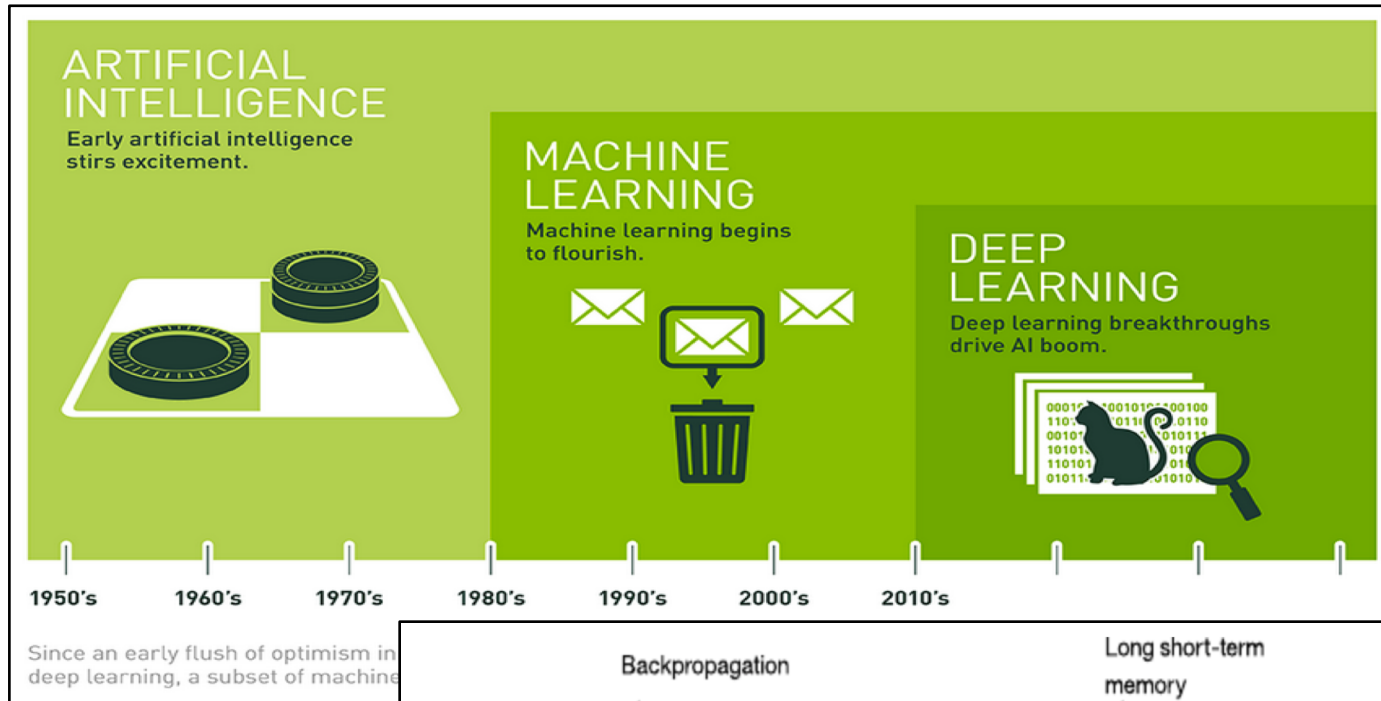 ARTIFICIAL
INTELLIGENCE
Early artificial intelligence
stirs excitement.
MACHINE
LEARNING
Machine learning begins
to flourish.
DEEP
LEARNING
Deep learning breakthroughs
drive AI boom.
1950's 1960's 1970's 1980's 1990's 2000's 2010's
Since an early flush of optimism in
deep learning, a subset of machine
Backpropagation
Long short-term
memory